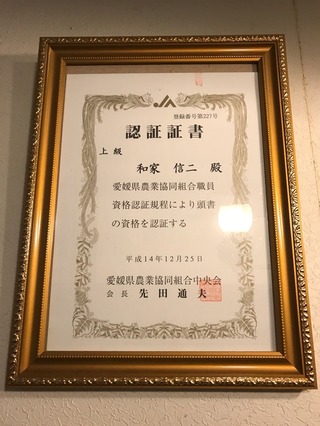 JA
登録番号第227号
認証証書
上級
和家 信二 殿
愛媛県農業協同組合職員
資格認証規程により頭書
の資格を認証する
平成14年12月25日
愛媛県農業協同組合中央会
会長 先田通夫